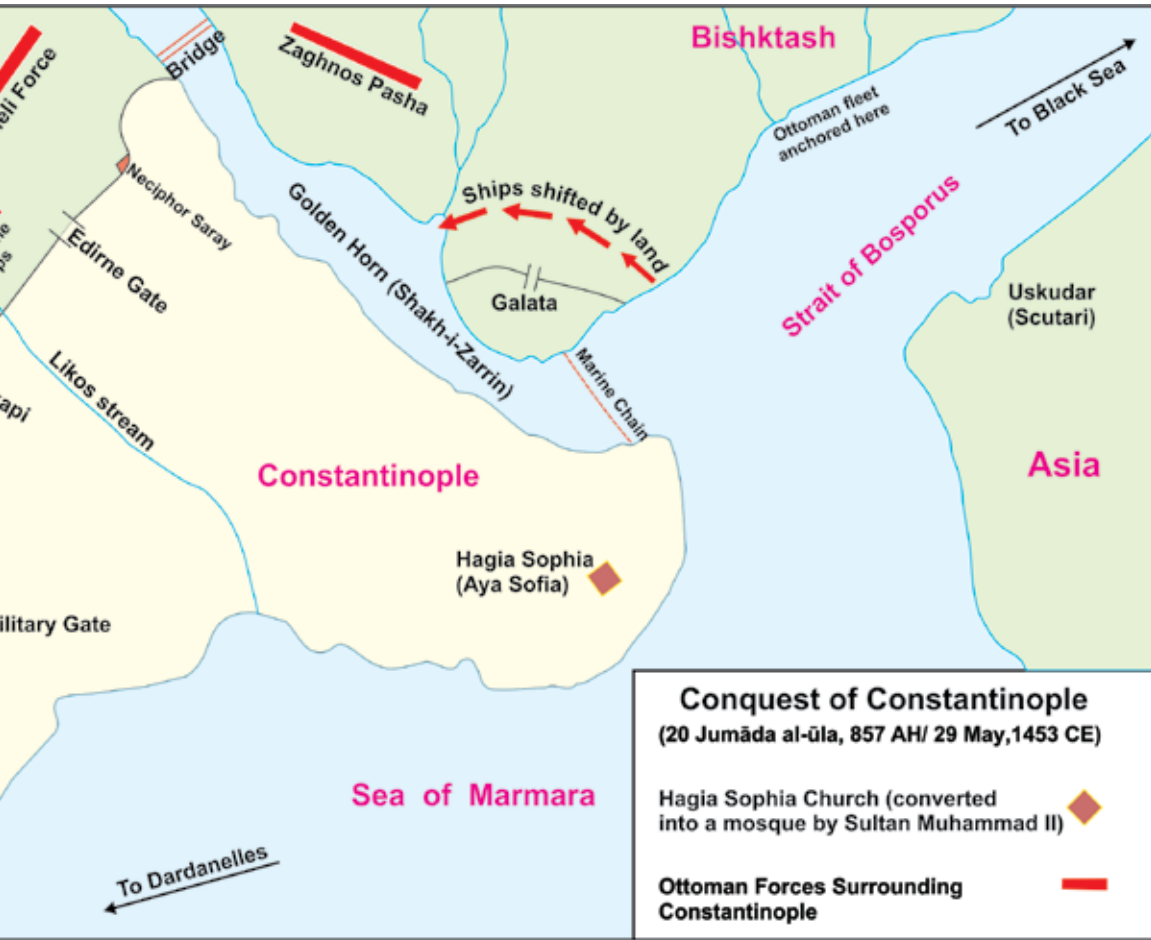 Bishktash
Bridge
Zaghnos Pasha
Force
To Black Sea
Ottoman fleet
anchored here
Neciphor Saray
Ships shifted by land
Golden Horn (Shakh-i-Zarrin)
Strait of Bosporus
Edirne Gate
Galata
Uskudar
(Scutari)
Marine Chain
Likos stream
Constantinople
Asia
Hagia Sophia
(Aya Sofia)
Gate
Sea of Marmara
To Dardanelles
Conquest of Constantinople
(20 Jumāda al-ūla, 857 AH/ 29 May,1453 CE)
Hagia Sophia Church (converted
into a mosque by Sultan Muhammad II)
Ottoman Forces Surrounding
Constantinople